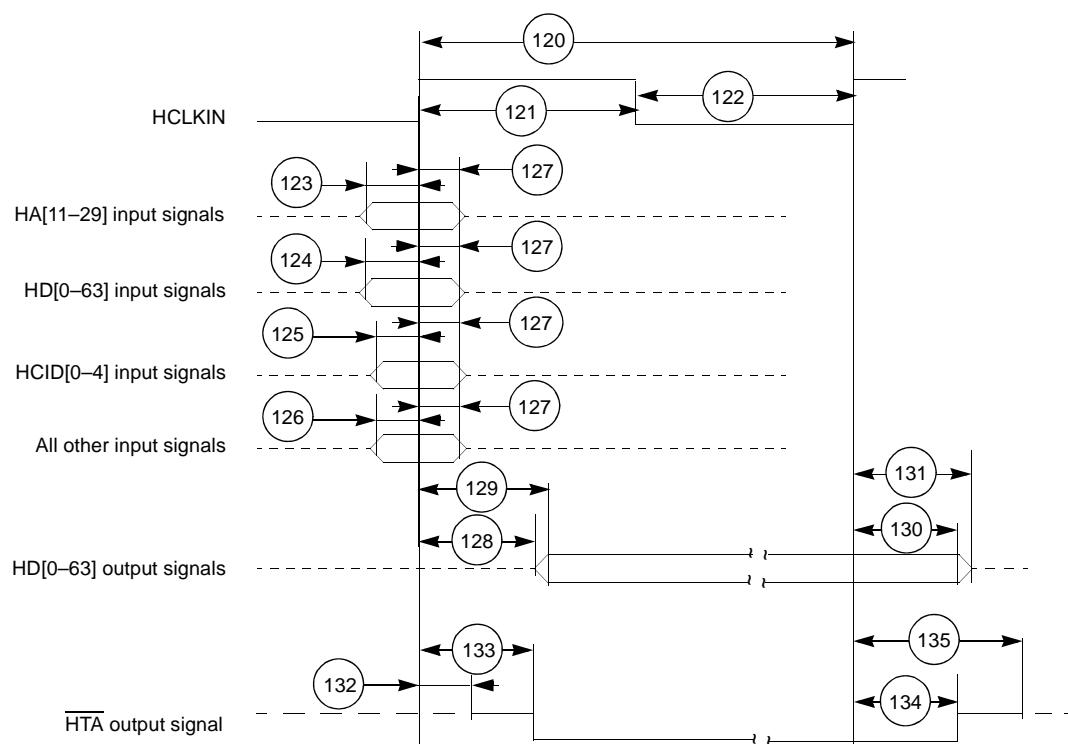 120
122
121
HCLKIN
123
127
HA[11–29] input signals
124
127
HD[0–63] input signals
125
127
HCID[0–4] input signals
126
127
All other input signals
129
131
128
130
HD[0–63] output signals
133
135
132
134
HTA output signal